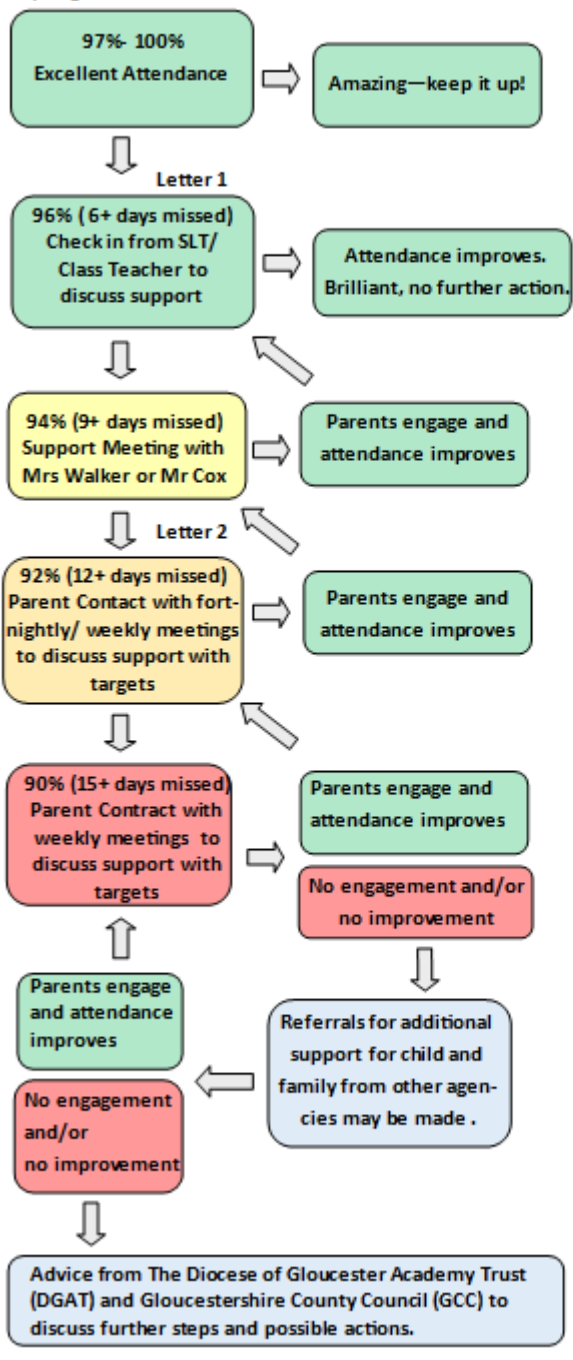 97%- 100%
Excellent Attendance
Amazing—keep it up!
Letter 1
96% ( 6+ days missed)
Check in from SLT/
Class Teacher to
discuss support
Attendance improves.
Brilliant, no further action.
94% (9+ days missed)
Support Meeting with
Mrs Walker or Mr Cox
Parents engage and
attendance improves
Letter 2
92% (12+ days missed)
Parent Contact with fort-
nightly/ weekly meetings
to discuss support with
targets
Parents engage and
attendance improves
90% (15+ days missed)
Parent Contract with
weekly meetings to
discuss support with
targets
Parents engage and
attendance improves
No engagement and/or
no improvement
Referrals for additional
support for child and
family from other agen-
cies may be made .
Parents engage
and attendance
improves
No engagement
and/or
no improvement
Advice from The Diocese of Gloucester Academy Trust
(DGAT) and Gloucestershire County Council (GCC) to
discuss further steps and possible actions.